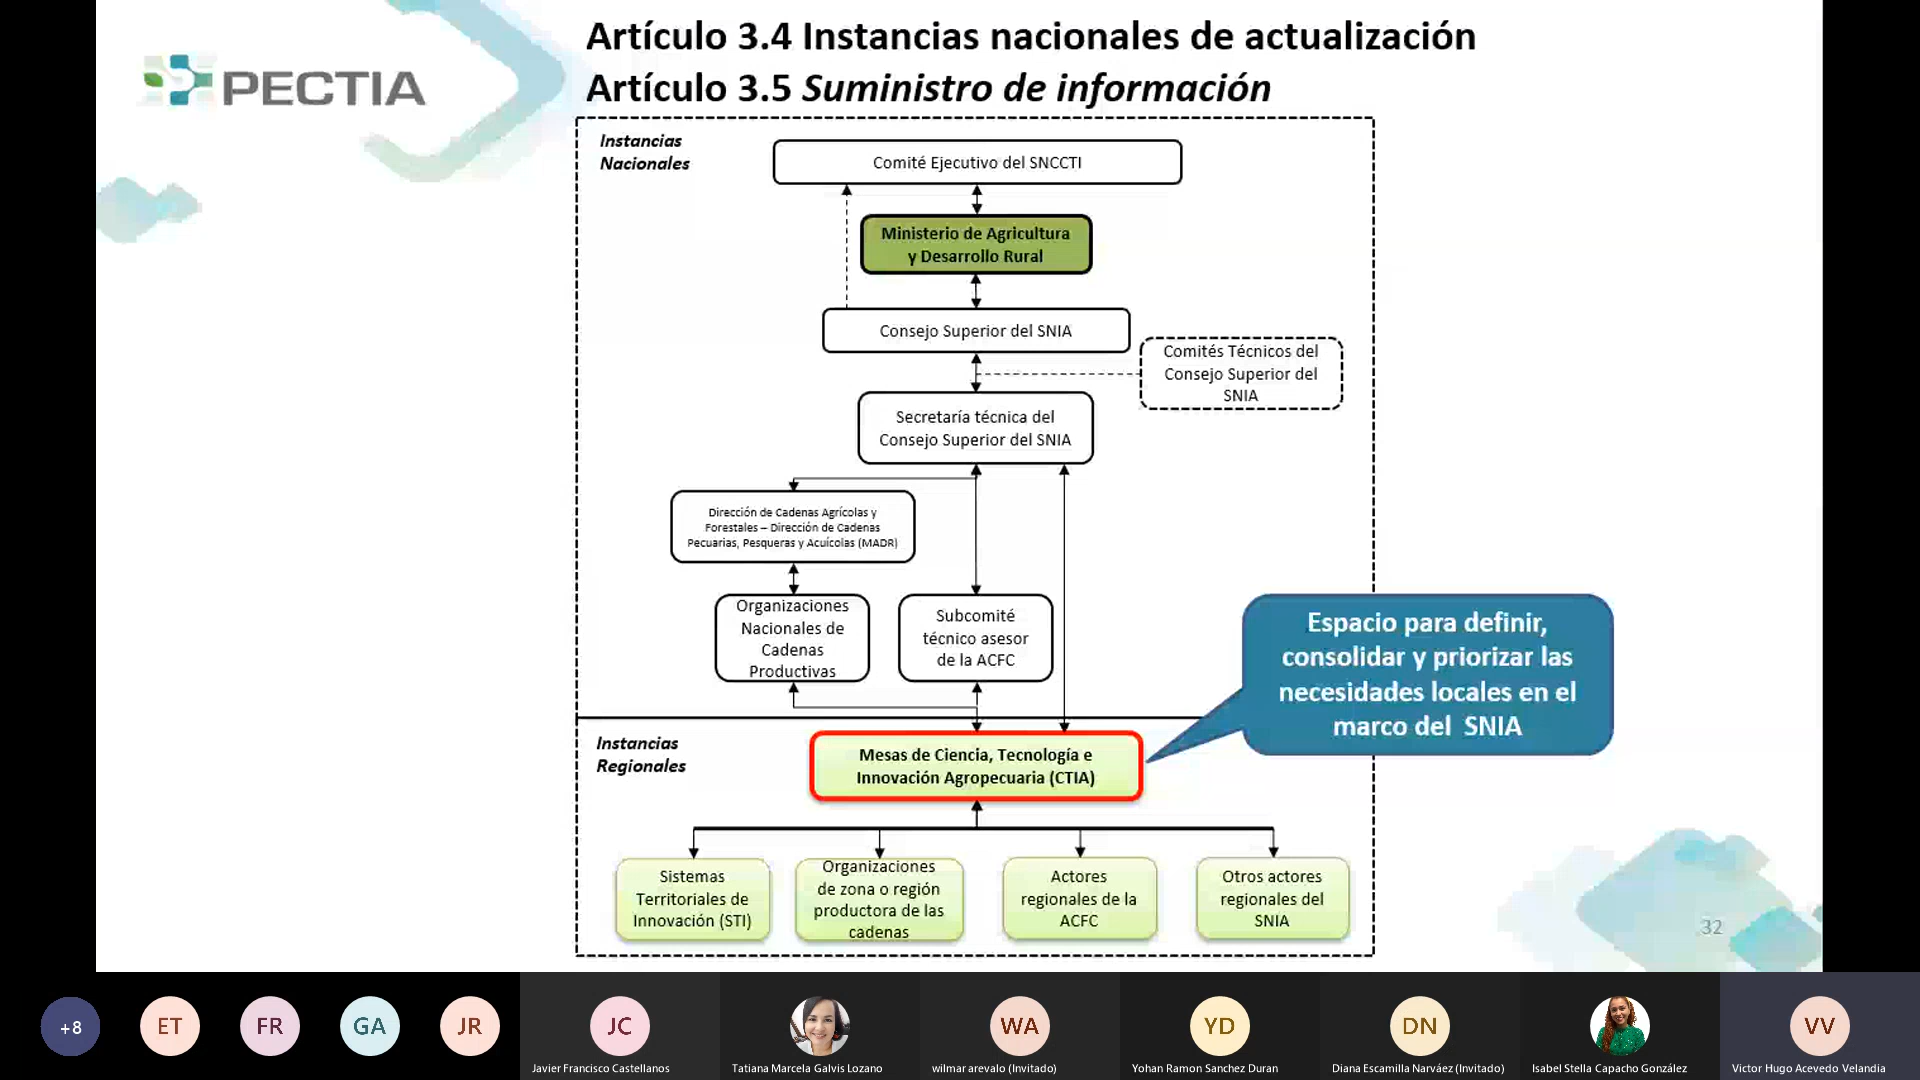 PECTIA
Artículo 3.4 Instancias nacionales de actualización
Artículo 3.5 Suministro de información
Instancias
Nacionales
Comité Ejecutivo del SNCCTI
Ministerio de Agricultura
y Desarrollo Rural
Consejo Superior del SNIA
Comités Técnicos del
Consejo Superior del
SNIA
Secretaría técnica del
Consejo Superior del SNIA
Dirección de Cadenas Agrícolas y
Forestales – Dirección de Cadenas
Pecuarias, Pesqueras y Acuícolas (MADR)
Organizaciones
Nacionales de
Cadenas
Productivas
Subcomité
técnico asesor
de la ACFC
Espacio para definir,
consolidar y priorizar las
necesidades locales en el
marco del SNIA
Instancias
Regionales
Mesas de Ciencia, Tecnología e
Innovación Agropecuaria (CTIA)
Sistemas
Territoriales de
Innovación (STI)
Organizaciones
de zona o región
productora de las
cadenas
Actores
regionales de la
ACFC
Otros actores
regionales del
SNIA
32
+8
ET
FR
GA
JR
JC
WA
YD
DN
VV
Javier Francisco Castellanos
Tatiana Marcela Galvis Lozano
wilmar arevalo (Invitado)
Yohan Ramon Sanchez Duran
Diana Escamilla Narváez (Invitado)
Isabel Stella Capacho González
Victor Hugo Acevedo Velandia